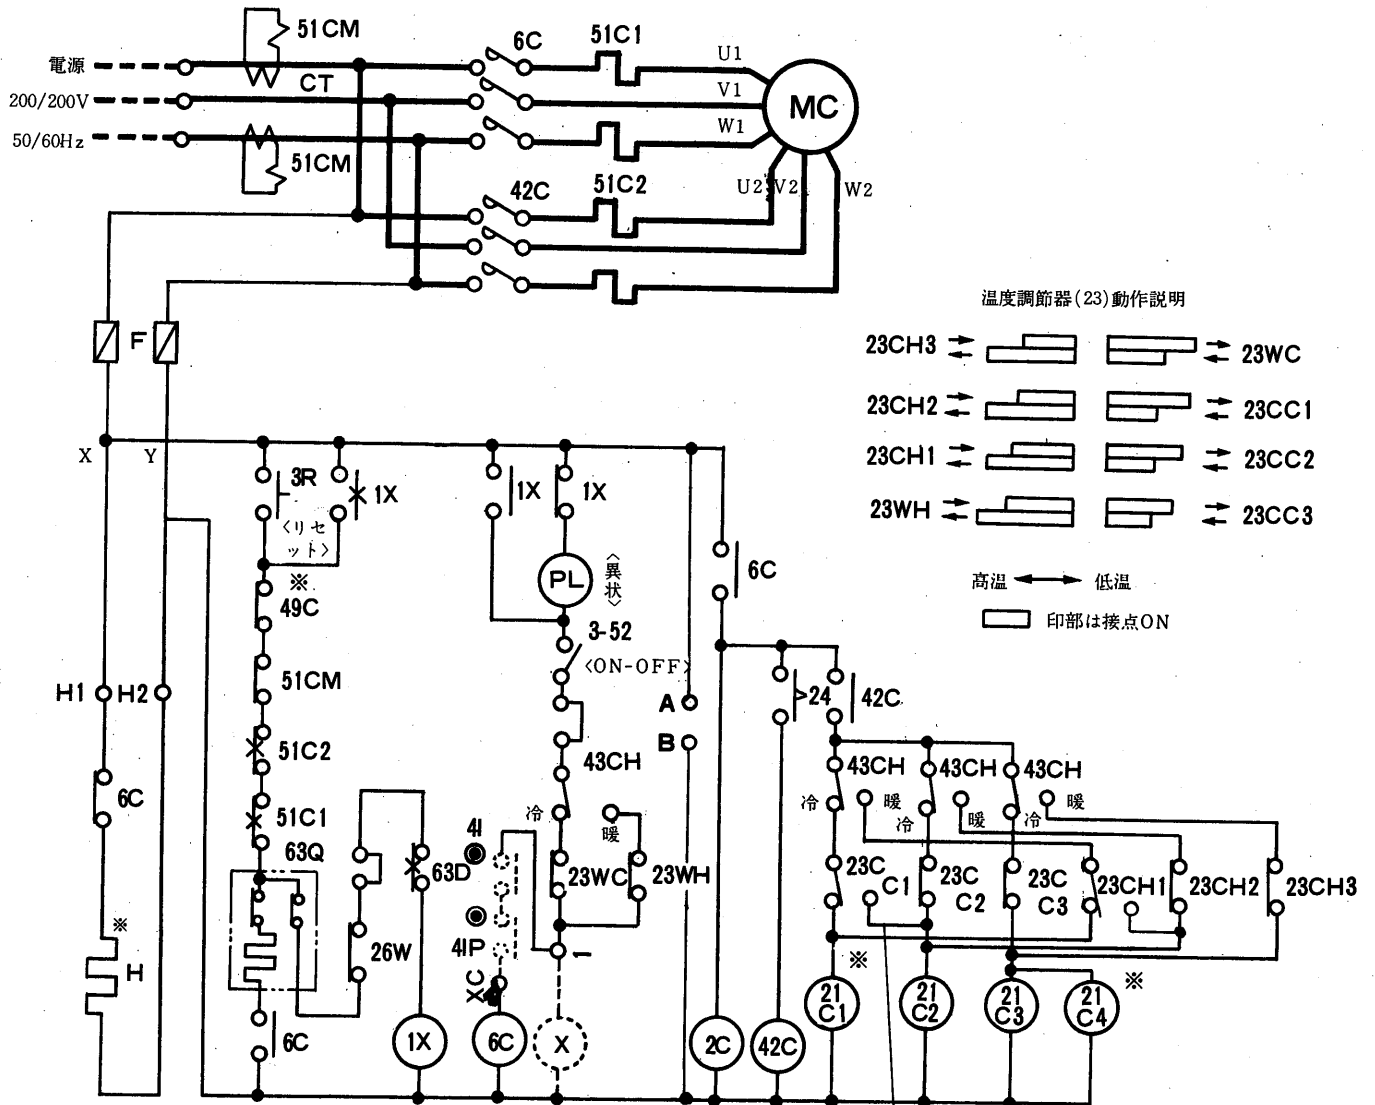 51CM
6C
51C1
U1
電源
CT
V1
MC
200/200V
W1
50/60Hz
51CM
42C
51C2
U2
V2
W2
温度調節器(23)動作説明
F
23CH3
23WC
23CH2
23CC1
23CH1
23CC2
23WH
23CC3
高温
低温
印部は接点ON
X
Y
3R
〈リセ
ット〉
1X
1X
1X
※
49C
PL
〈異状〉
6C
3-52
〈ON-OFF〉
51CM
H1
H2
A
24
42C
B
51C2
43CH
43CH
43CH
43CH
6C
51C1
冷
暖
冷
暖
冷
暖
冷
暖
63Q
41
63D
23WC
23WH
23C
C1
23C
C2
23C
C3
23CH1
23CH2
23CH3
※
H
26W
41P
1
XC
※
※
6C
1X
6C
X
2C
42C
21
C1
21
C2
21
C3
21
C4